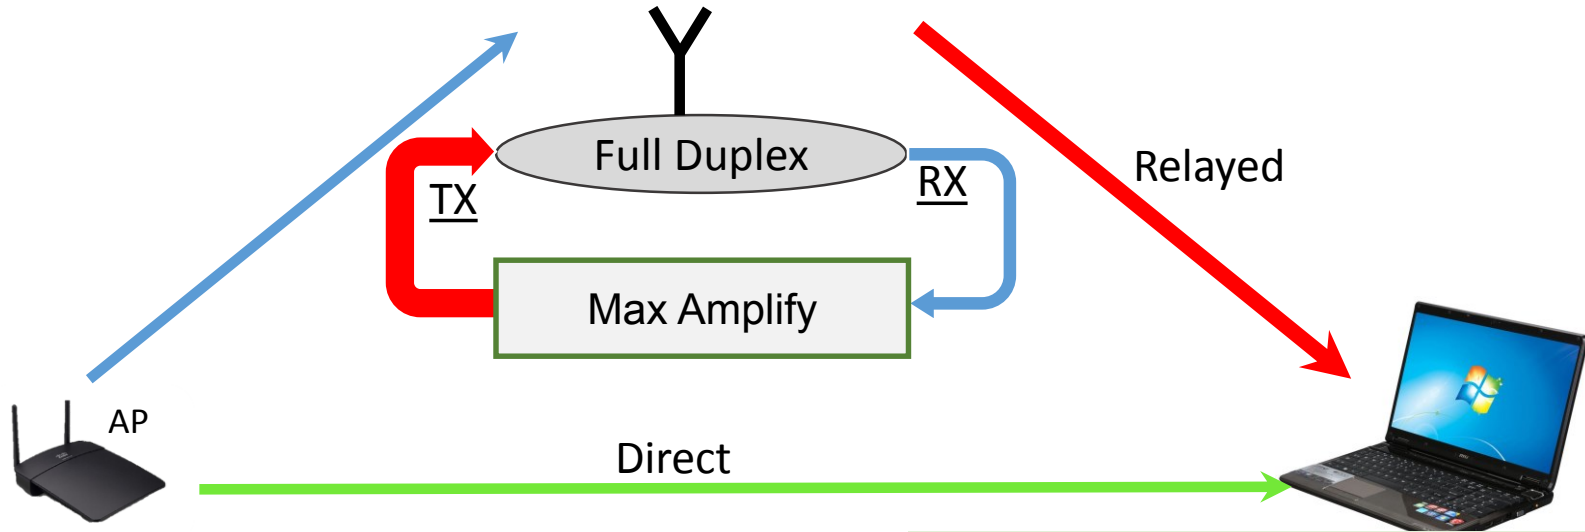 Full Duplex
TX
RX
Relayed
Max Amplify
AP
Direct